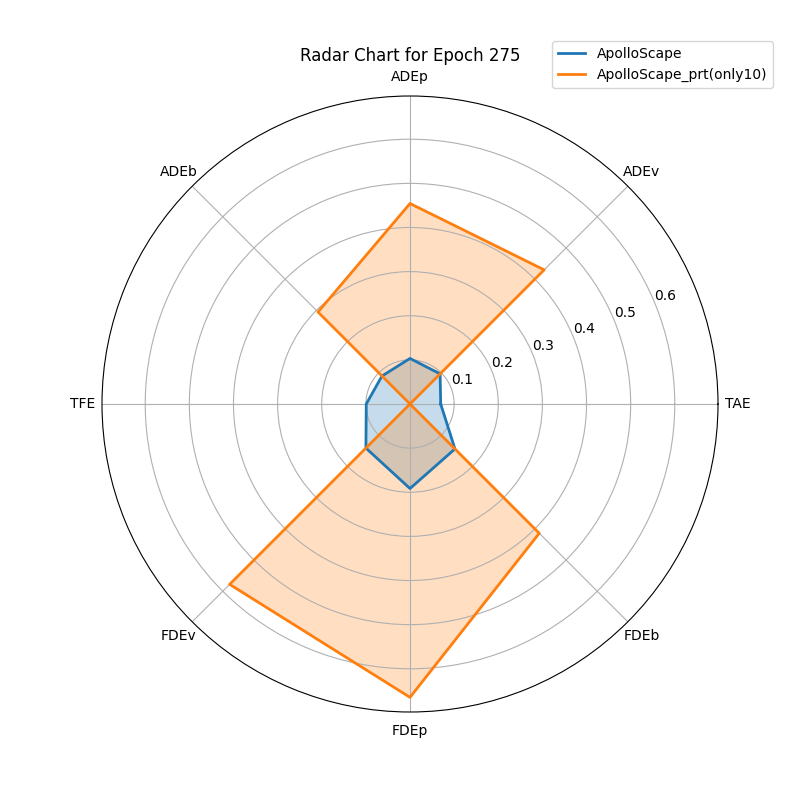 Radar Chart for Epoch 275
ApolloScape
ApolloScape_prt(only10)
ADEp
ADEb
ADEv
0.6
0.5
0.4
0.3
0.2
0.1
TFE
TAE
FDEv
FDEb
FDEp